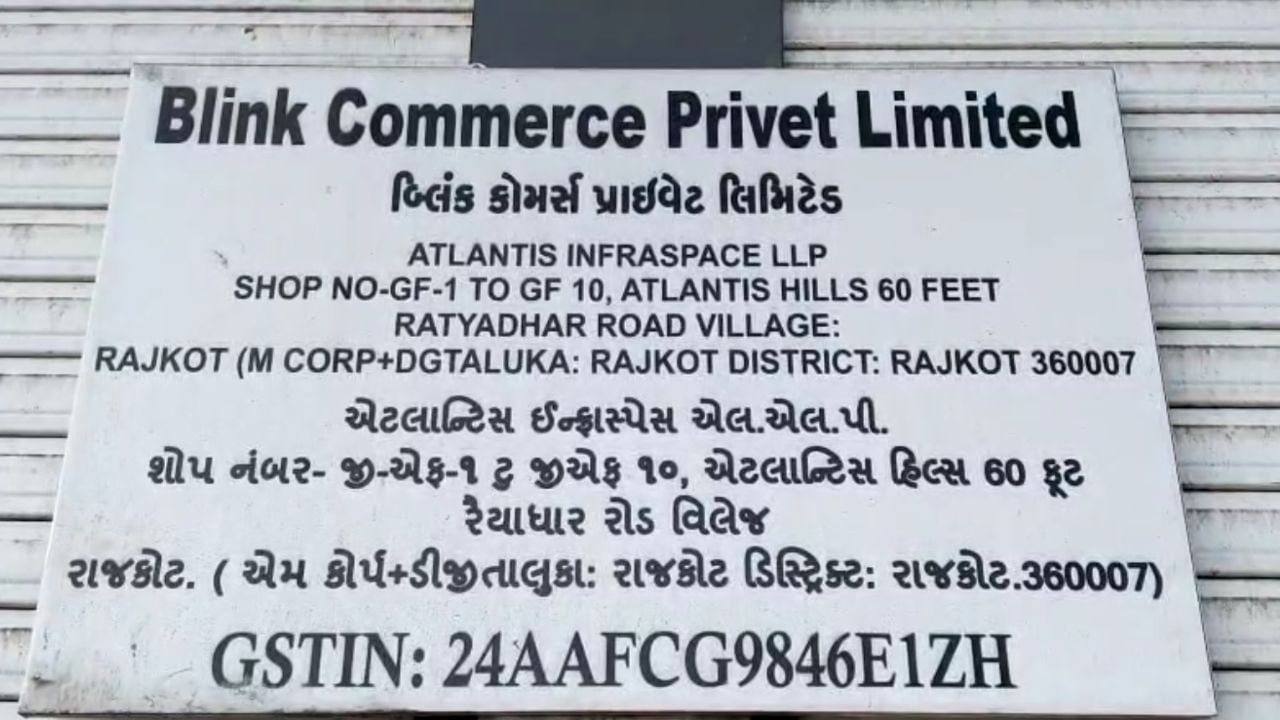 Blink Commerce Privet Limited
બ્લિંક કોમર્સ પ્રાઈવેટ લિમિટેડ
ATLANTIS INFRASPACE LLP
SHOP NO-GF-1 TO GF 10, ATLANTIS HILLS 60 FEET
RATYADHAR ROAD VILLAGE:
RAJKOT (M CORP+DGTALUKA: RAJKOT DISTRICT: RAJKOT 360007
એટલાન્ટિસ ઈન્ફ્રાસ્પેસ એલ.એલ.પી.
શોપ નંબર- જી-એફ-૧ ટુ જીએફ ૧૦, એટલાન્ટિસ હિલ્સ 60 ફૂટ
રૈયાધાર રોડ વિલેજ
રાજકોટ. ( એમ કોર્પ+ડીજીતાલુકા: રાજકોટ ડિસ્ટ્રિક્ટ: રાજકોટ.360007)
GSTIN: 24AAFCG9846E1ZH